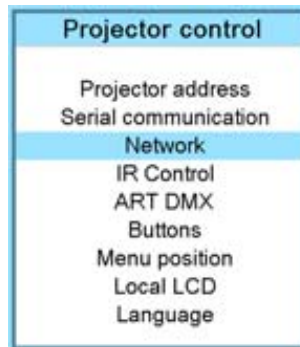 Projector control
Projector address
Serial communication
Network
IR Control
ART DMX
Buttons
Menu position
Local LCD
Language